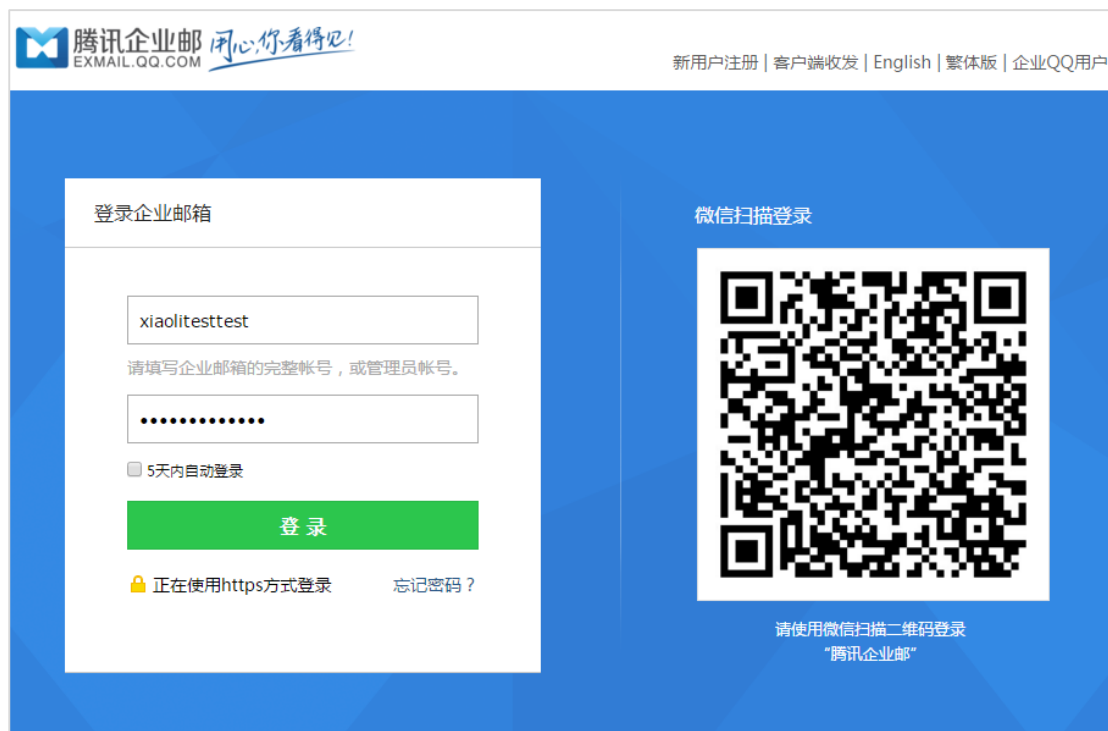 腾讯企业邮 用心,你看得见!
EXMAIL.QQ.COM
新用户注册 | 客户端收发 | English | 繁体版 | 企业QQ用户
登录企业邮箱
xiaolitesttest
请填写企业邮箱的完整帐号，或管理员帐号。
•••••••••••••
5天内自动登录
登 录
正在使用https方式登录 忘记密码？
微信扫描登录
请使用微信扫描二维码登录
“腾讯企业邮”